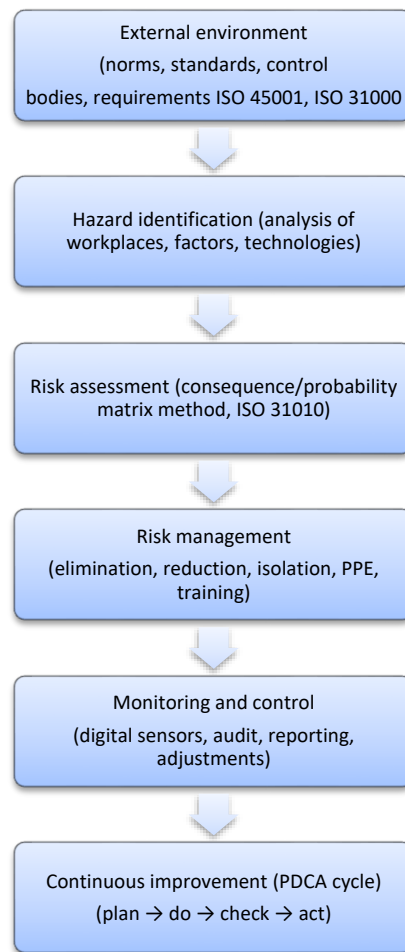 External environment
(norms, standards, control
bodies, requirements ISO 45001, ISO 31000
Hazard identification (analysis of
workplaces, factors, technologies)
Risk assessment (consequence/probability
matrix method, ISO 31010)
Risk management
(elimination, reduction, isolation, PPE,
training)
Monitoring and control
(digital sensors, audit, reporting,
adjustments)
Continuous improvement (PDCA cycle)
(plan → do → check → act)